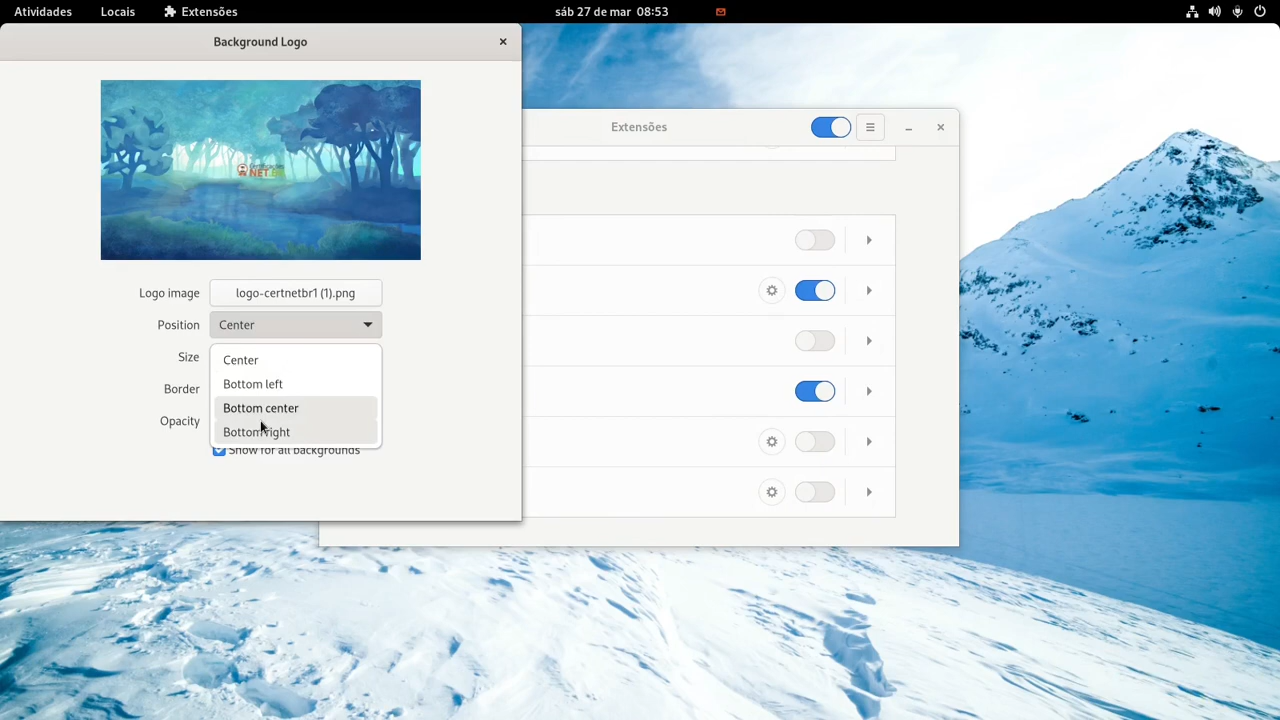 Atividades
Locais
Extensões
sáb 27 de mar 08:53
Background Logo
Extensões
NET
Logo image
logo-certnetbr1 (1).png
Position
Center
Size
Center
Bottom left
Border
Bottom center
Opacity
Bottom right
Show for all backgrounds